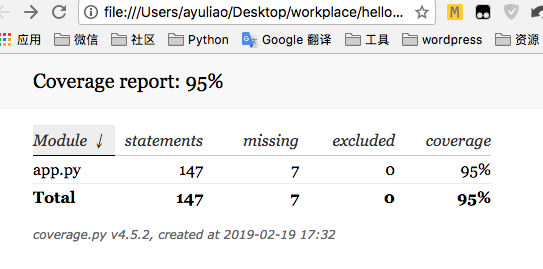 file:///Users/ayuliao/Desktop/workplace/hello...
应用 微信 社区 Python Google 翻译 工具 wordpress 资源
Coverage report: 95%
Module ↓ statements missing excluded coverage
app.py 147 7 0 95%
Total 147 7 0 95%
coverage.py v4.5.2, created at 2019-02-19 17:32